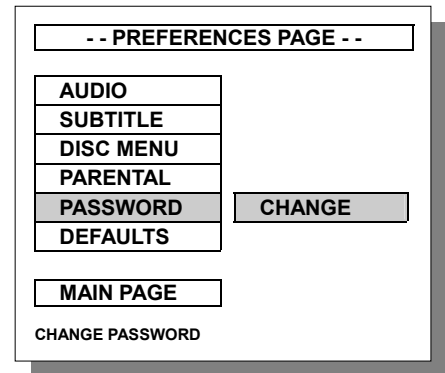 - - PREFERENCES PAGE - -
AUDIO
SUBTITLE
DISC MENU
PARENTAL
PASSWORD CHANGE
DEFAULTS
MAIN PAGE
CHANGE PASSWORD